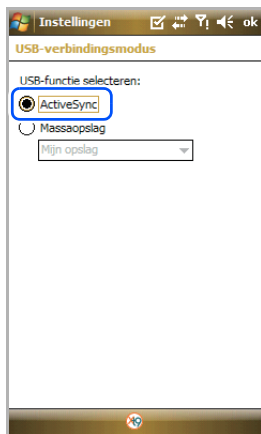 Instellingen ok
USB-verbindingsmodus
USB-functie selecteren:
ActiveSync
Massaopslag
Mijn opslag